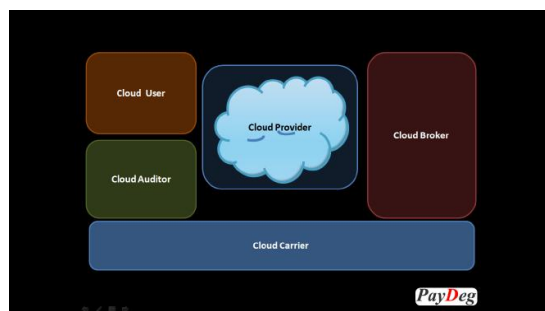 Cloud User
Cloud Provider
Cloud Broker
Cloud Auditor
Cloud Carrier
PayDeg